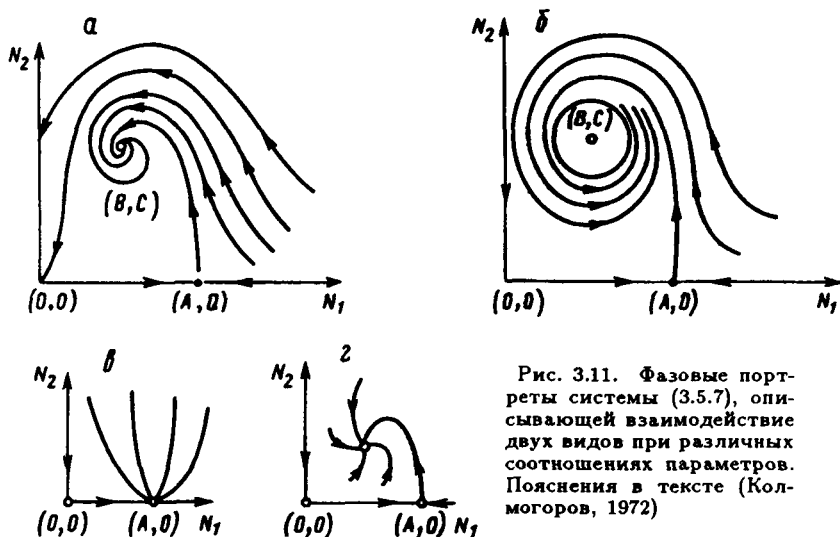 а
N₂
(B,C)
(0,0)
(A,0)
N₁
б
N₂
(B,C)
(0,0)
(A,0)
N₁
в
N₂
(0,0)
(A,0)
N₁
г
N₂
(0,0)
(A,0)
N₁
Рис. 3.11. Фазовые порт-
реты системы (3.5.7), опи-
сывающей взаимодействие
двух видов при различных
соотношениях параметров.
Пояснения в тексте (Кол-
могоров, 1972)